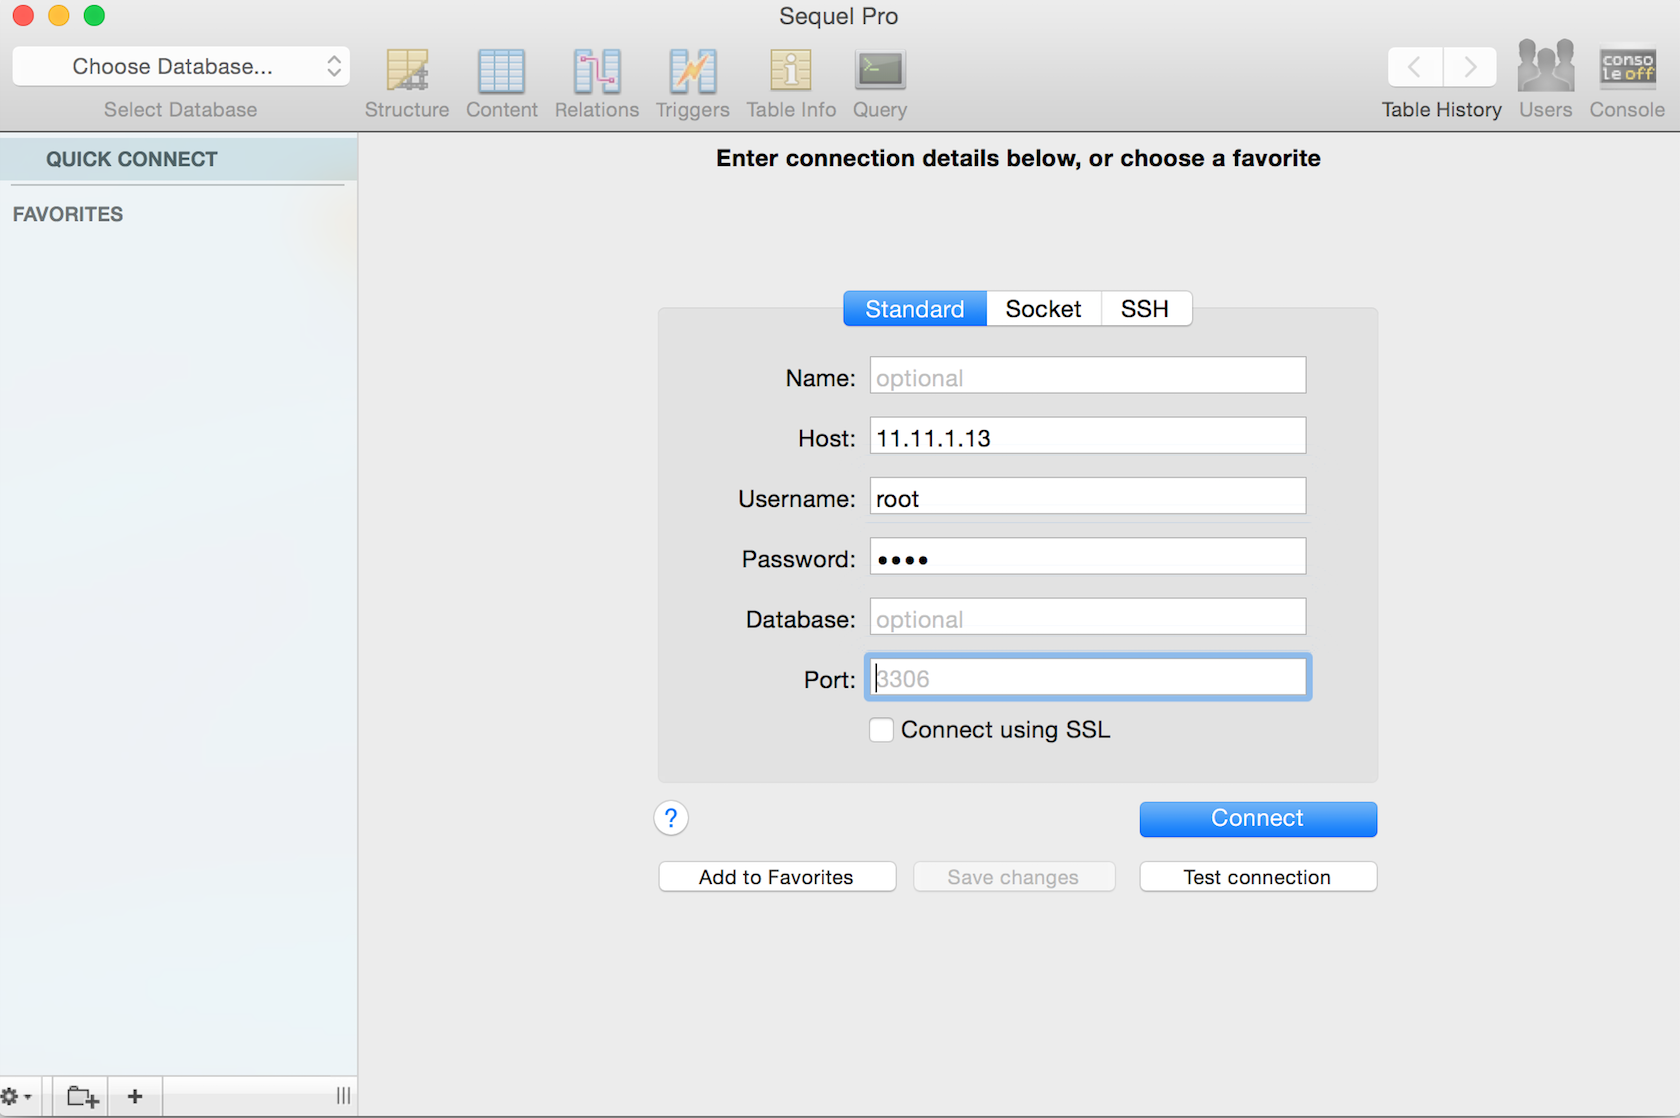 Sequel Pro
Choose Database...
Select Database
Structure
Content
Relations
Triggers
Table Info
Query
Table History
Users
conso
le off
Console
QUICK CONNECT
FAVORITES
Enter connection details below, or choose a favorite
Standard Socket SSH
Name: optional
Host: 11.11.1.13
Username: root
Password: ••••
Database: optional
Port: 3306
Connect using SSL
?
Connect
Add to Favorites
Save changes
Test connection